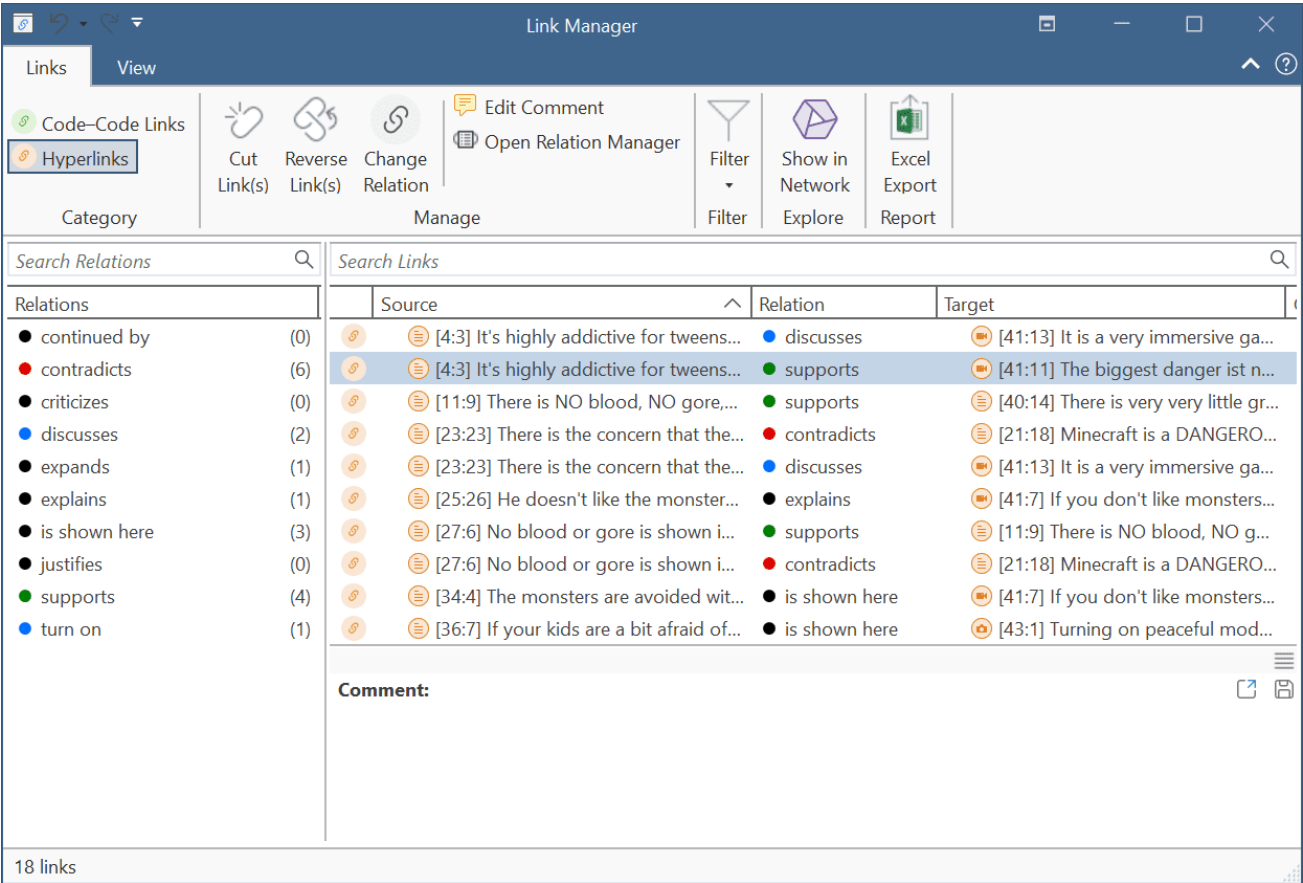 Link Manager
Links View
Code–Code Links
Hyperlinks
Category
Cut Link(s)
Reverse Link(s)
Change Relation
Edit Comment
Open Relation Manager
Manage
Filter
Filter
Show in Network
Explore
Excel Export
Report
Search Relations
Search Links
Relations
Source Relation Target
continued by (0)
contradicts (6)
criticizes (0)
discusses (2)
expands (1)
explains (1)
is shown here (3)
justifies (0)
supports (4)
turn on (1)
[4:3] It's highly addictive for tweens... discusses [41:13] It is a very immersive ga...
[4:3] It's highly addictive for tweens... supports [41:11] The biggest danger ist n...
[11:9] There is NO blood, NO gore,... supports [40:14] There is very very little gr...
[23:23] There is the concern that the... contradicts [21:18] Minecraft is a DANGERO...
[23:23] There is the concern that the... discusses [41:13] It is a very immersive ga...
[25:26] He doesn't like the monster... explains [41:7] If you don't like monsters...
[27:6] No blood or gore is shown i... supports [11:9] There is NO blood, NO g...
[27:6] No blood or gore is shown i... contradicts [21:18] Minecraft is a DANGERO...
[34:4] The monsters are avoided wit... is shown here [41:7] If you don't like monsters...
[36:7] If your kids are a bit afraid of... is shown here [43:1] Turning on peaceful mod...
Comment:
18 links